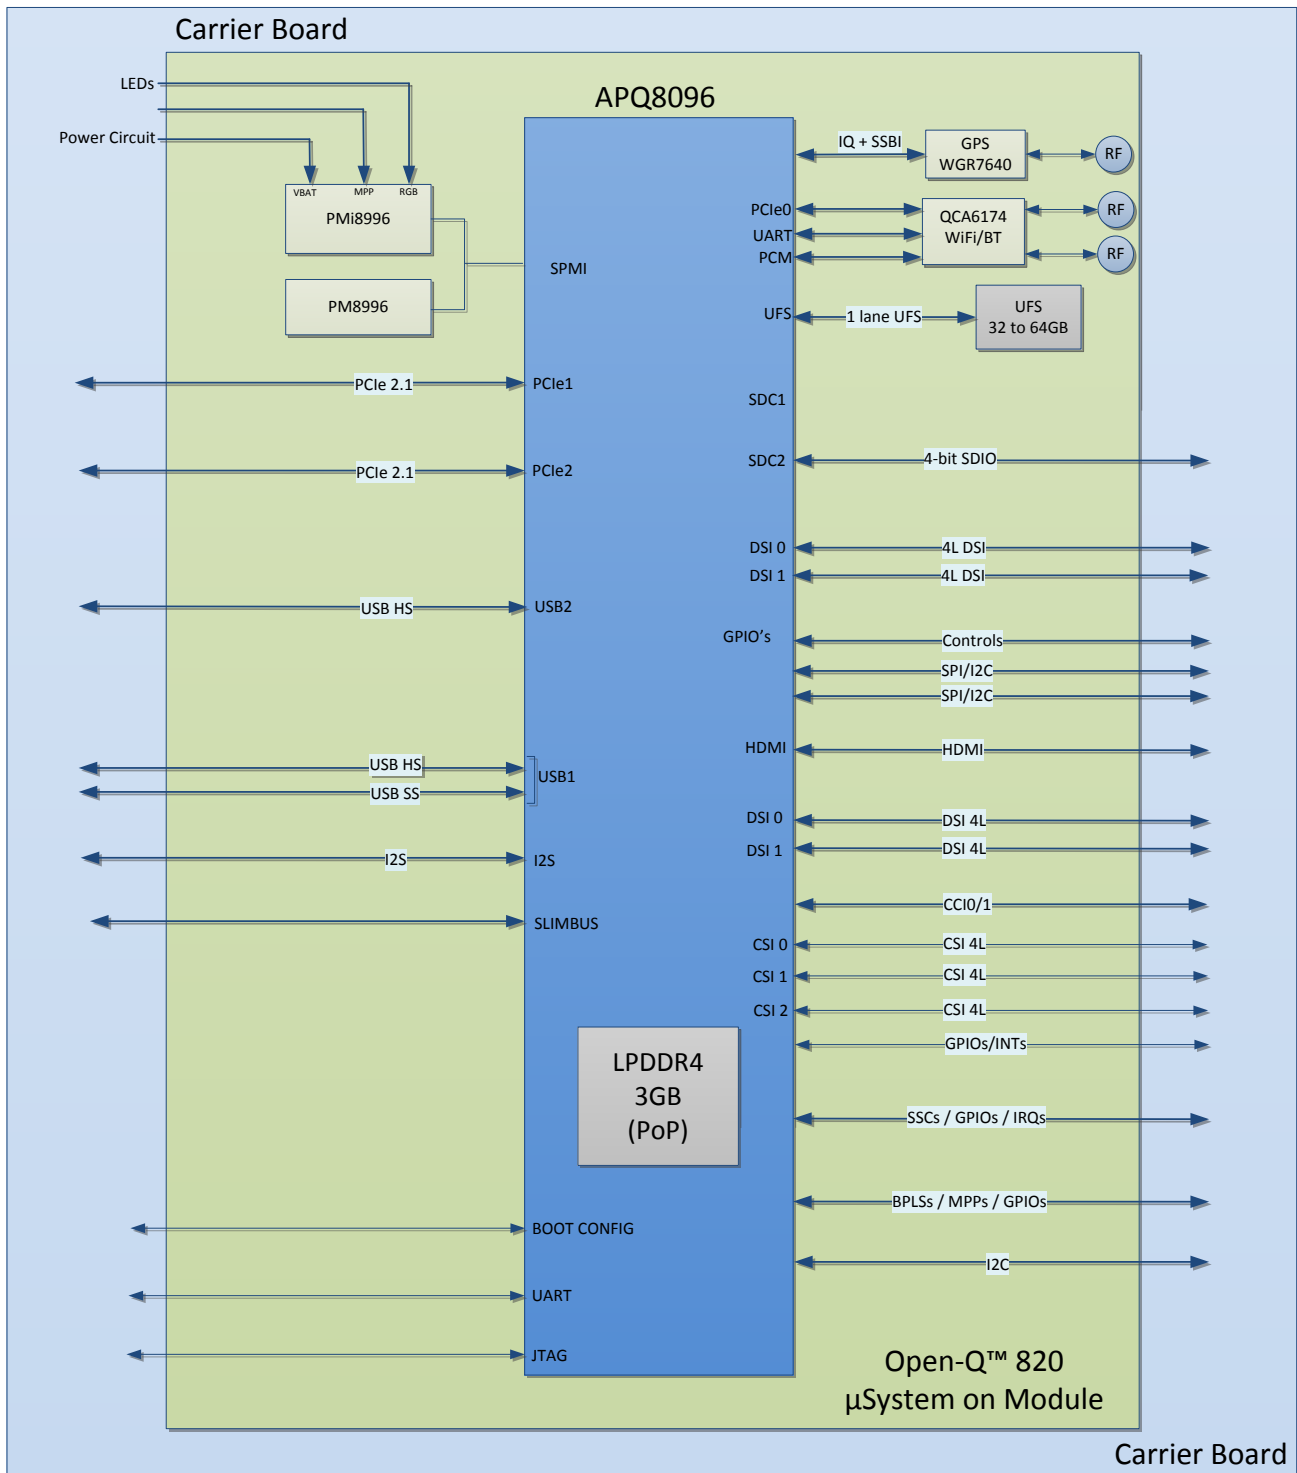 Carrier Board
LEDs
Power Circuit
VBAT MPP RGB
PMi8996
PM8996
APQ8096
SPMI
IQ + SSBI
GPS
WGR7640
RF
PCIe0
UART
PCM
QCA6174
WiFi/BT
RF
RF
UFS
1 lane UFS
UFS
32 to 64GB
PCIe 2.1
PCIe1
SDC1
PCIe 2.1
PCIe2
SDC2
4-bit SDIO
DSI 0
4L DSI
DSI 1
4L DSI
USB HS
USB2
GPIO’s
Controls
SPI/I2C
SPI/I2C
HDMI
HDMI
USB HS
USB SS
USB1
DSI 0
DSI 4L
DSI 1
DSI 4L
I2S
I2S
CCI0/1
SLIMBUS
CSI 0
CSI 4L
CSI 1
CSI 4L
CSI 2
CSI 4L
GPIOs/INTs
LPDDR4
3GB
(PoP)
SSCs / GPIOs / IRQs
BPLSs / MPPs / GPIOs
BOOT CONFIG
I2C
UART
JTAG
Open-Q™ 820
µSystem on Module
Carrier Board